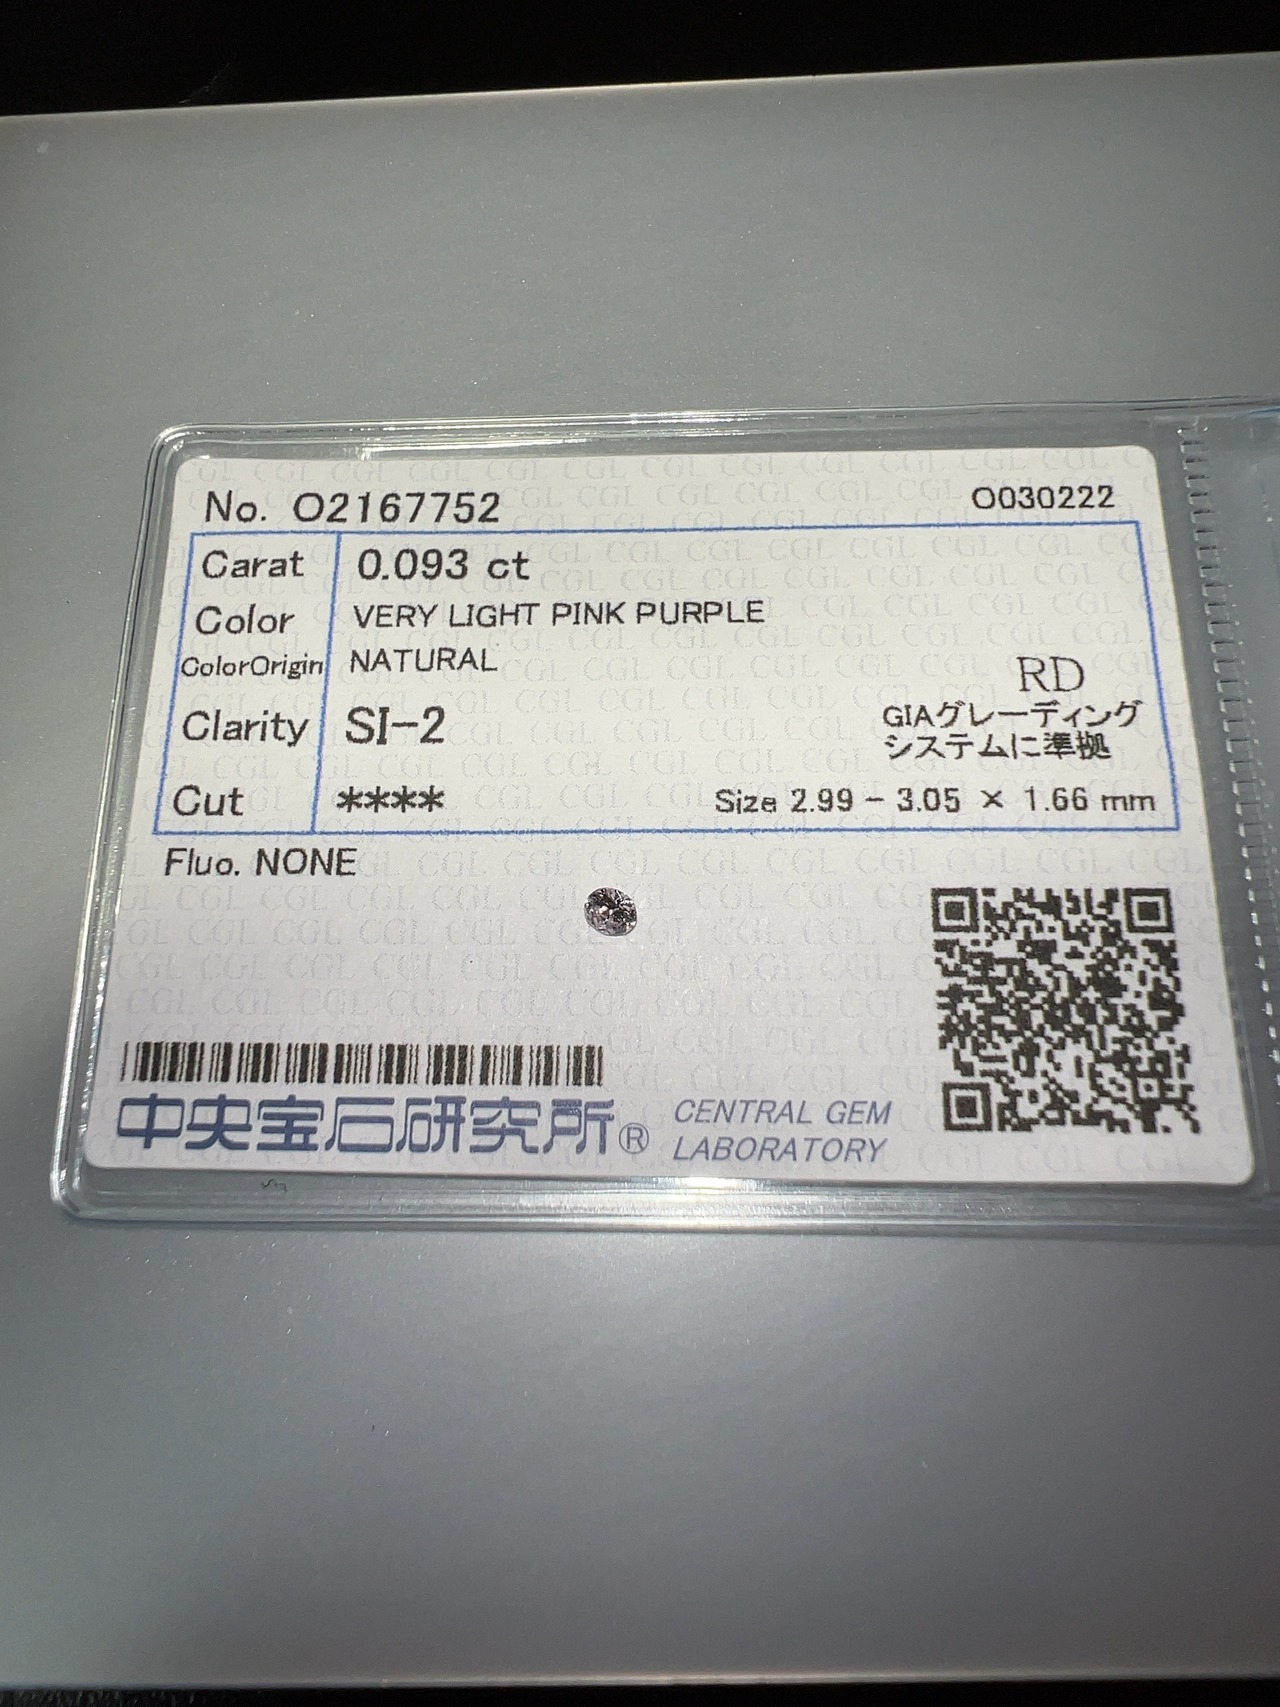 No. O2167752
O030222
Carat 0.093 ct
Color VERY LIGHT PINK PURPLE
ColorOrigin NATURAL
RD
Clarity SI-2
GIAグレーディング
システムに準拠
Cut ****
Size 2.99 - 3.05 × 1.66 mm
Fluo. NONE
中央宝石研究所®
CENTRAL GEM
LABORATORY